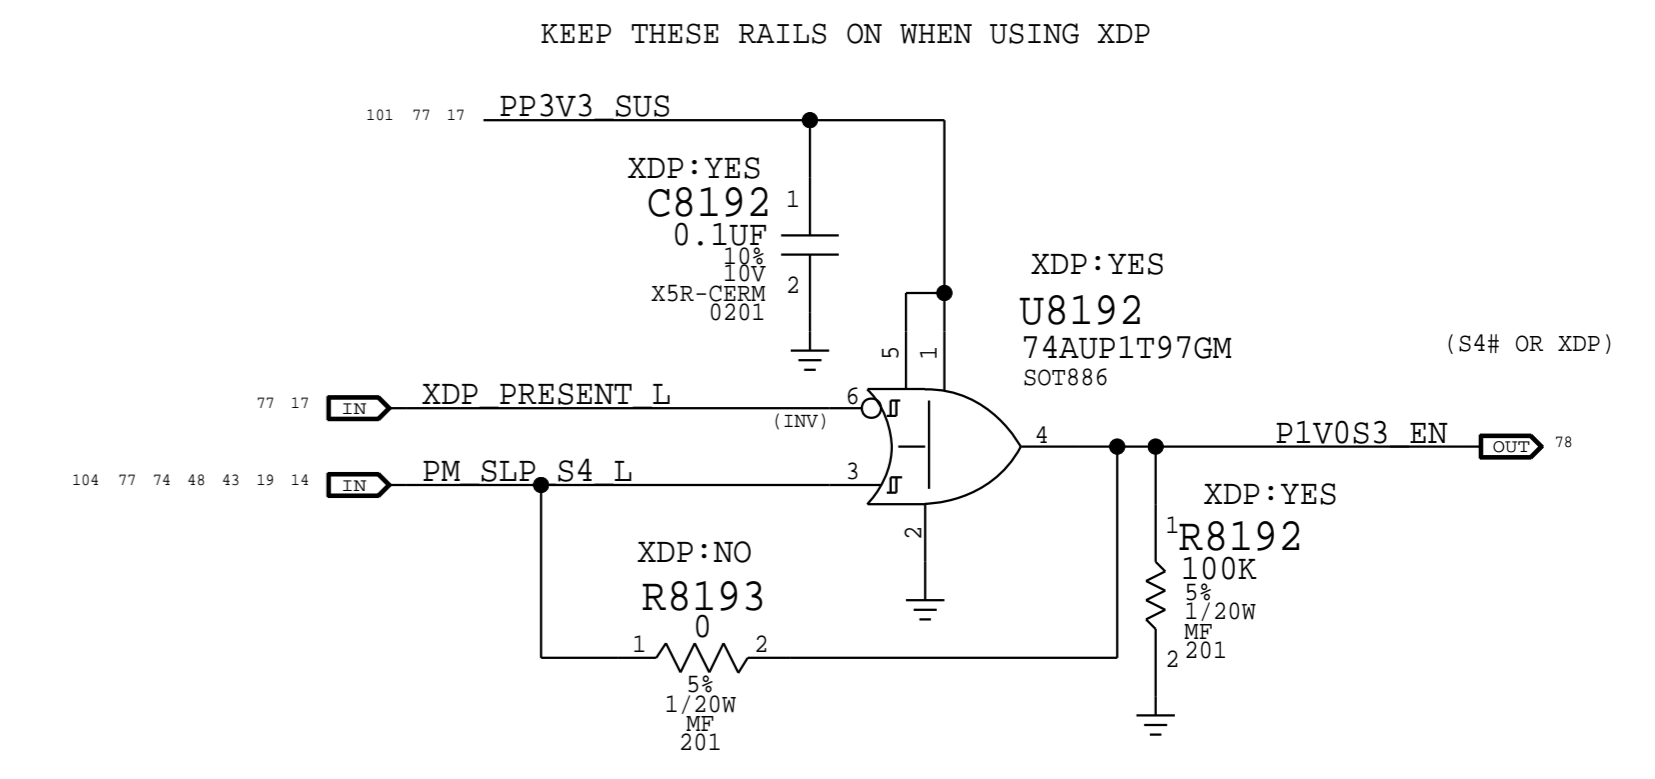 KEEP THESE RAILS ON WHEN USING XDP
101 77 17 PP3V3_SUS
XDP:YES
C8192 1
0.1UF
10%
10V
X5R-CERM 2
0201
XDP:YES
U8192
74AUP1T97GM
SOT886
(S4# OR XDP)
5 1
77 17 IN XDP_PRESENT_L 6
(INV)
4 P1V0S3_EN OUT 78
104 77 74 48 43 19 14 IN PM_SLP_S4_L 3
2
XDP:YES
1 R8192
100K
5%
1/20W
MF
2 201
XDP:NO
R8193
0
1 2
5%
1/20W
MF
201